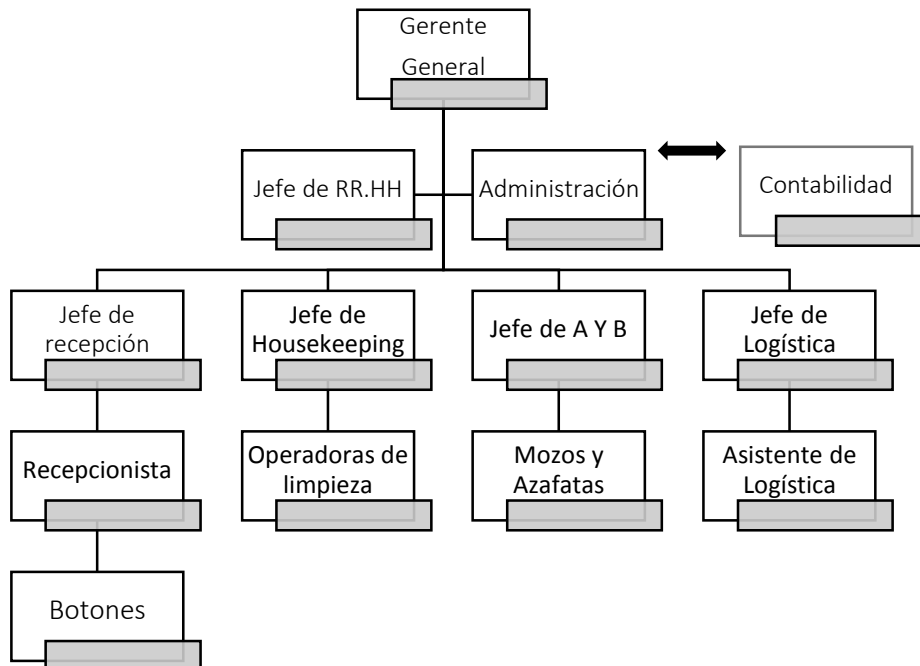 Gerente
General
Jefe de RR.HH
Administración
Contabilidad
Jefe de
recepción
Jefe de
Housekeeping
Jefe de A Y B
Jefe de
Logística
Recepcionista
Operadoras de
limpieza
Mozos y
Azafatas
Asistente de
Logística
Botones